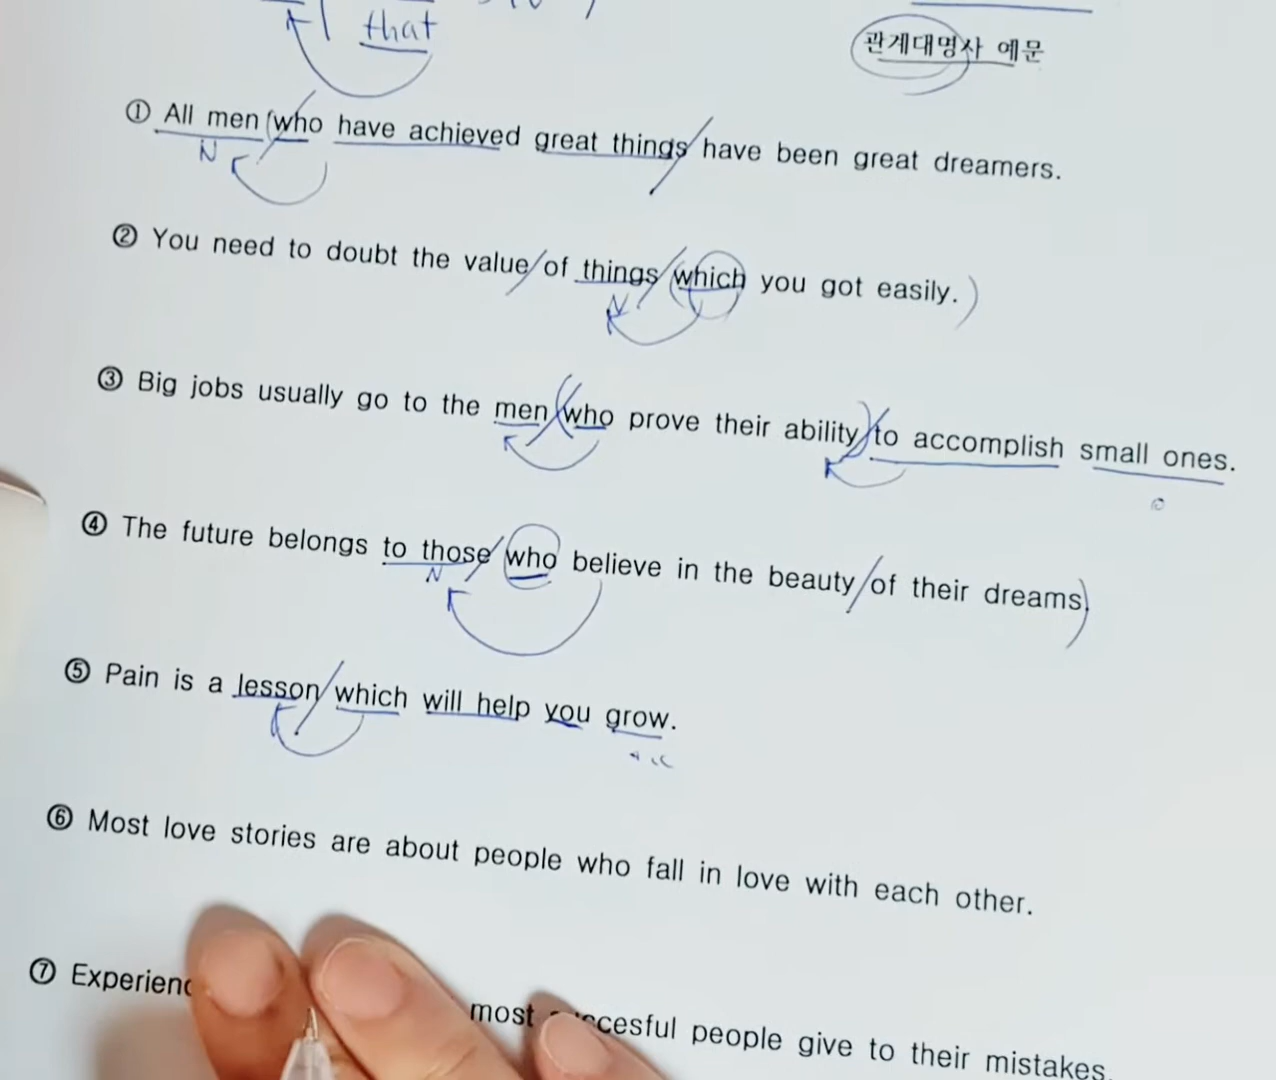 that
관계대명사 예문
① All men who have achieved great things have been great dreamers.
N
② You need to doubt the value of things which you got easily.
N
③ Big jobs usually go to the men who prove their ability to accomplish small ones.
④ The future belongs to those who believe in the beauty of their dreams.
N
⑤ Pain is a lesson which will help you grow.
⑥ Most love stories are about people who fall in love with each other.
⑦ most people give to their mistakes.